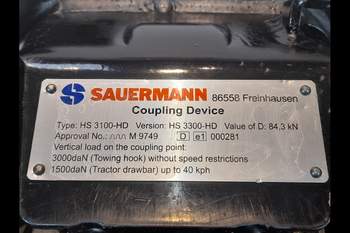 SAUERMANN 86558 Freinhausen
Coupling Device
Type: HS 3100-HD Version: HS 3300-HD Value of D: 84,3 kN
Approval No.: M 9749 D e1 000281
Vertical load on the coupling point:
3000daN (Towing hook) without speed restrictions
1500daN (Tractor drawbar) up to 40 kph